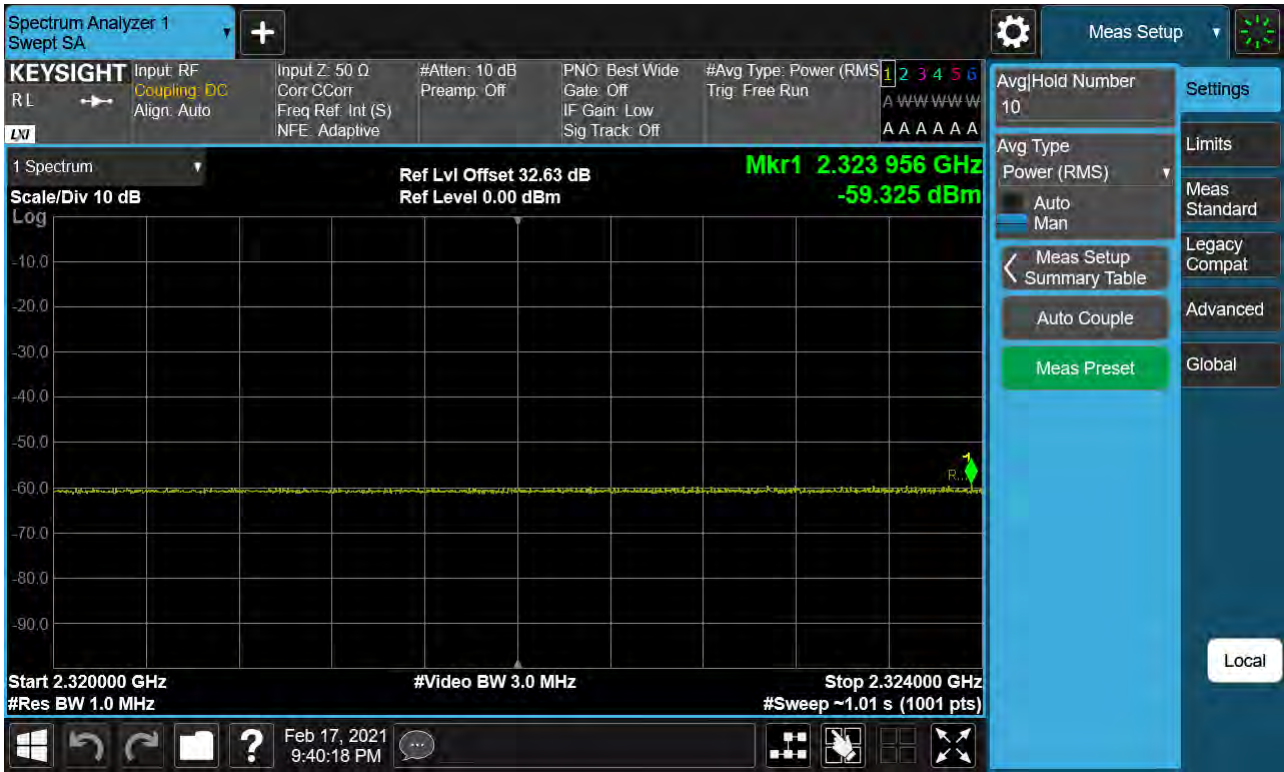 Spectrum Analyzer 1
Swept SA
Meas Setup
KEYSIGHT
RL
LXI
Input: RF
Coupling: DC
Align: Auto
Input Z: 50 Ω
Corr CCorr
Freq Ref: Int (S)
NFE: Adaptive
#Atten: 10 dB
Preamp: Off
PNO: Best Wide
Gate: Off
IF Gain: Low
Sig Track: Off
#Avg Type: Power (RMS
Trig: Free Run
1 2 3 4 5 6
A W W W W W
A A A A A A
1 Spectrum
Scale/Div 10 dB
Log
Ref Lvl Offset 32.63 dB
Ref Level 0.00 dBm
Mkr1 2.323 956 GHz
-59.325 dBm
-10.0
-20.0
-30.0
-40.0
-50.0
-60.0
-70.0
-80.0
-90.0
1
R...
Start 2.320000 GHz
#Res BW 1.0 MHz
#Video BW 3.0 MHz
Stop 2.324000 GHz
#Sweep ~1.01 s (1001 pts)
Avg|Hold Number
10
Avg Type
Power (RMS)
Auto
Man
Meas Setup
Summary Table
Auto Couple
Meas Preset
Settings
Limits
Meas
Standard
Legacy
Compat
Advanced
Global
Local
?
Feb 17, 2021
9:40:18 PM